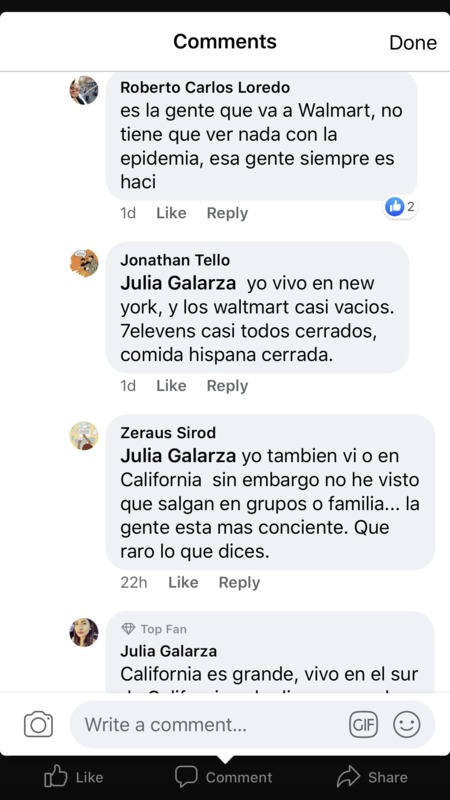 Comments
Done
Roberto Carlos Loredo
es la gente que va a Walmart, no
tiene que ver nada con la
epidemia, esa gente siempre es
haci
1d Like Reply
2
Jonathan Tello
Julia Galarza yo vivo en new
york, y los waltmart casi vacios.
7elevens casi todos cerrados,
comida hispana cerrada.
1d Like Reply
Zeraus Sirod
Julia Galarza yo tambien vi o en
California sin embargo no he visto
que salgan en grupos o familia... la
gente esta mas conciente. Que
raro lo que dices.
22h Like Reply
Top Fan
Julia Galarza
California es grande, vivo en el sur
Write a comment...
GIF
Like Comment Share